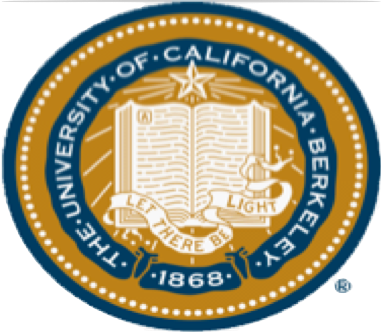 ·THE·UNIVERSITY·OF·CALIFORNIA·BERKELEY·
A
LET THERE BE LIGHT
·1868·
®